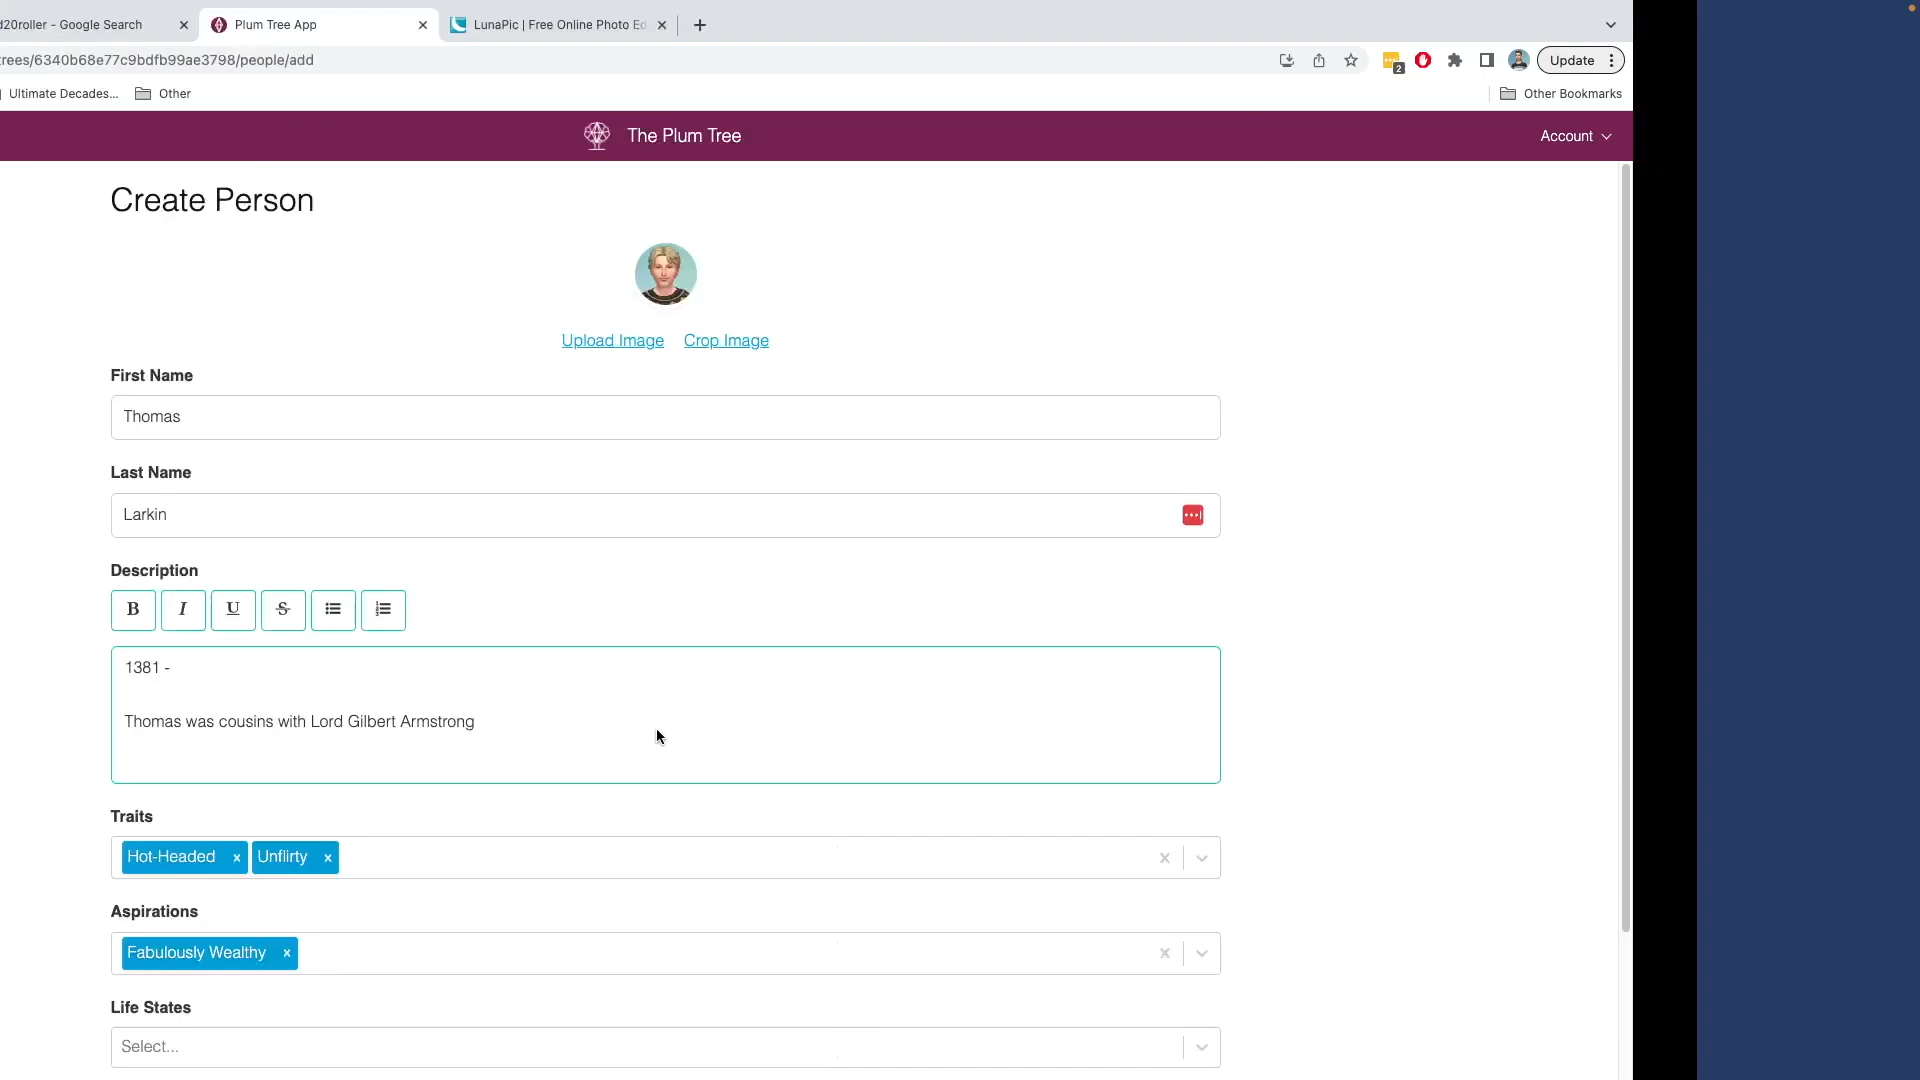 d20roller - Google Search
Plum Tree App
LunaPic | Free Online Photo Ed
rees/6340b68e77c9bdfb99ae3798/people/add
2
Update
Ultimate Decades...
Other
Other Bookmarks
The Plum Tree
Account
Create Person
Upload Image
Crop Image
First Name
Thomas
Last Name
Larkin
Description
B I U S
1381 -
Thomas was cousins with Lord Gilbert Armstrong
Traits
Hot-Headed x
Unflirty x
Aspirations
Fabulously Wealthy x
Life States
Select...